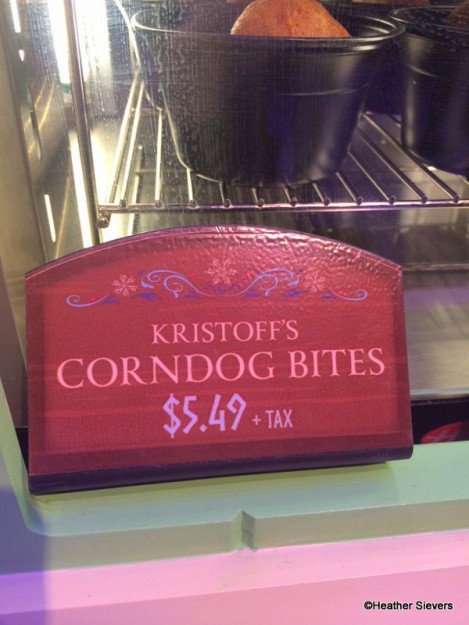 KRISTOFF'S
CORNDOG BITES
$5.49 + TAX
©Heather Sievers